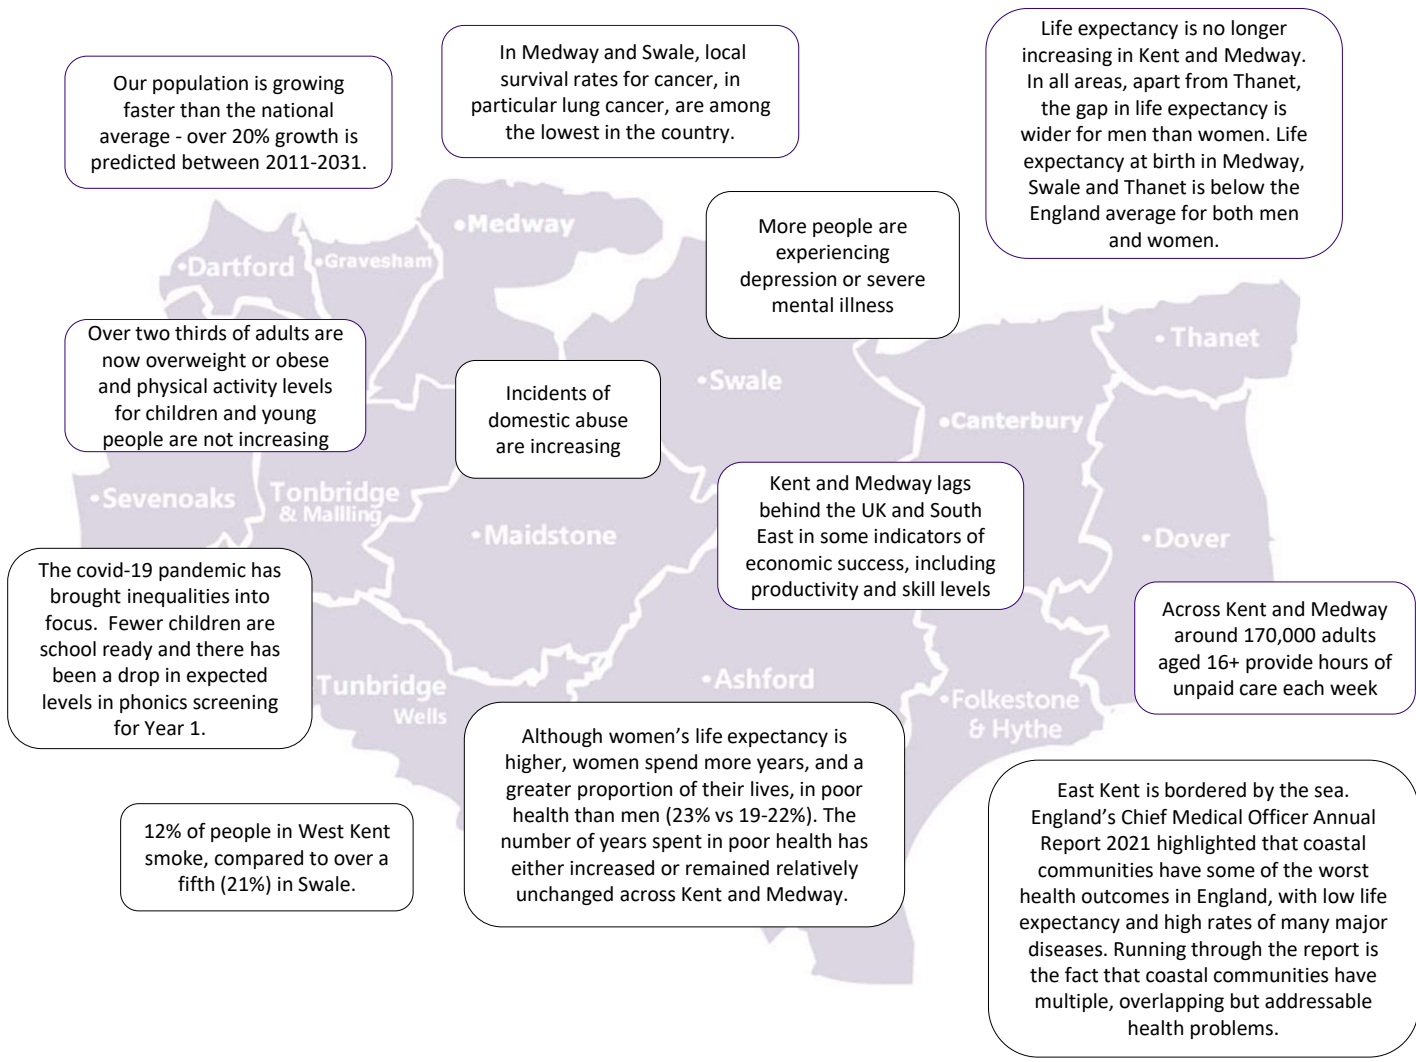 Our population is growing
faster than the national
average - over 20% growth is
predicted between 2011-2031.
In Medway and Swale, local
survival rates for cancer, in
particular lung cancer, are among
the lowest in the country.
Life expectancy is no longer
increasing in Kent and Medway.
In all areas, apart from Thanet,
the gap in life expectancy is
wider for men than women. Life
expectancy at birth in Medway,
Swale and Thanet is below the
England average for both men
and women.
More people are
experiencing
depression or severe
mental illness
Medway
Dartford
Gravesham
Thanet
Over two thirds of adults are
now overweight or obese
and physical activity levels
for children and young
people are not increasing
Incidents of
domestic abuse
are increasing
Swale
Canterbury
Sevenoaks
Tonbridge
& Mallling
Maidstone
Kent and Medway lags
behind the UK and South
East in some indicators of
economic success, including
productivity and skill levels
Dover
The covid-19 pandemic has
brought inequalities into
focus. Fewer children are
school ready and there has
been a drop in expected
levels in phonics screening
for Year 1.
Across Kent and Medway
around 170,000 adults
aged 16+ provide hours of
unpaid care each week
Tunbridge
Wells
Ashford
Folkestone
& Hythe
Although women’s life expectancy is
higher, women spend more years, and a
greater proportion of their lives, in poor
health than men (23% vs 19-22%). The
number of years spent in poor health has
either increased or remained relatively
unchanged across Kent and Medway.
12% of people in West Kent
smoke, compared to over a
fifth (21%) in Swale.
East Kent is bordered by the sea.
England’s Chief Medical Officer Annual
Report 2021 highlighted that coastal
communities have some of the worst
health outcomes in England, with low life
expectancy and high rates of many major
diseases. Running through the report is
the fact that coastal communities have
multiple, overlapping but addressable
health problems.